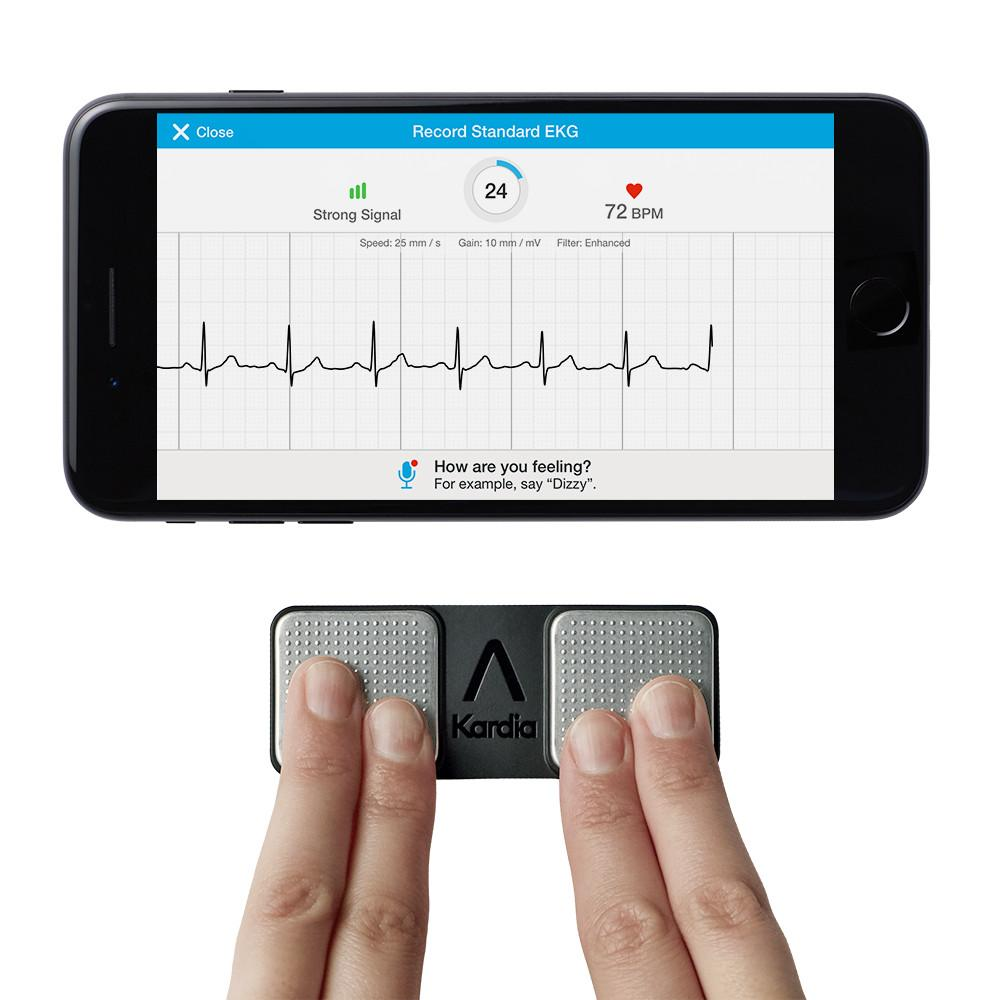 Close
Record Standard EKG
24
Strong Signal
72 BPM
Speed: 25 mm / s Gain: 10 mm / mV Filter: Enhanced
How are you feeling?
For example, say “Dizzy”.
Kardia